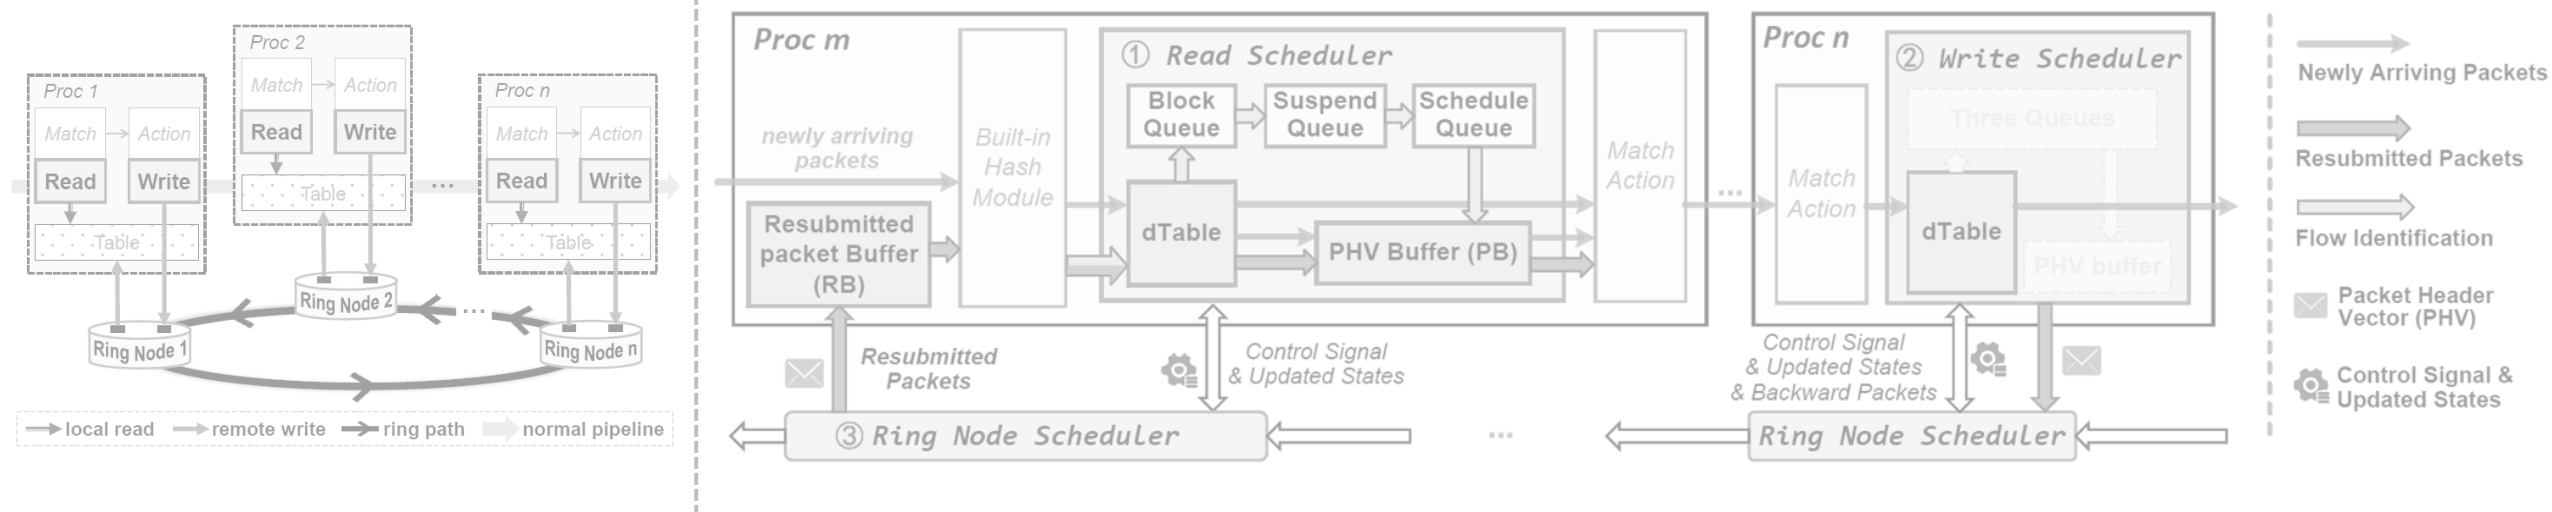 Proc 1
Match
Action
Read
Write
Table
Proc 2
Match
Action
Read
Write
Table
...
Proc n
Match
Action
Read
Write
Table
Ring Node 1
Ring Node 2
...
Ring Node n
local read
remote write
ring path
normal pipeline
Proc m
newly arriving
packets
Resubmitted
packet Buffer
(RB)
Built-in
Hash
Module
① Read Scheduler
Block
Queue
Suspend
Queue
Schedule
Queue
dTable
PHV Buffer (PB)
Match
Action
...
Proc n
Match
Action
② Write Scheduler
Three Queues
dTable
PHV buffer
Resubmitted
Packets
Control Signal
& Updated States
Control Signal
& Updated States
& Backward Packets
③ Ring Node Scheduler
...
Ring Node Scheduler
Newly Arriving Packets
Resubmitted Packets
Flow Identification
Packet Header
Vector (PHV)
Control Signal &
Updated States